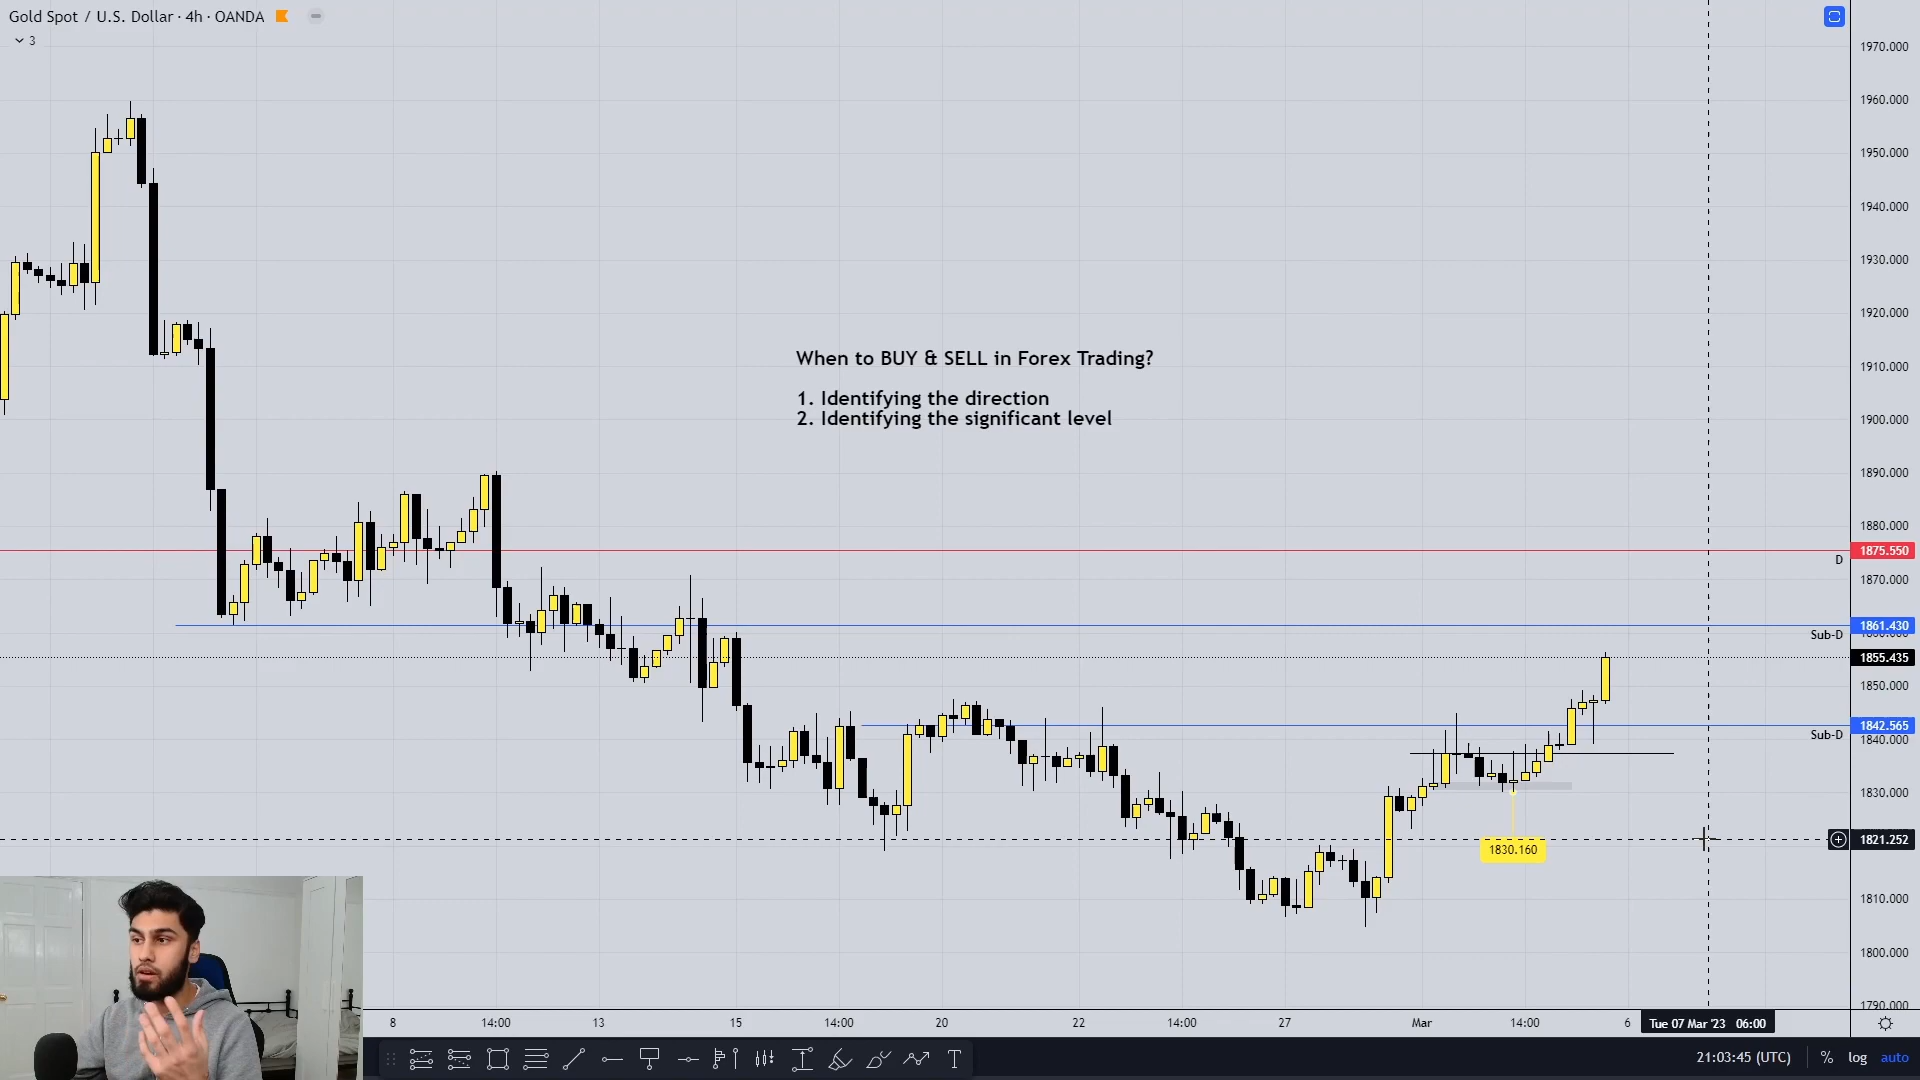 Gold Spot / U.S. Dollar · 4h · OANDA
3
1970.000
1960.000
1950.000
1940.000
1930.000
1920.000
1910.000
When to BUY & SELL in Forex Trading?
1. Identifying the direction
2. Identifying the significant level
1900.000
1890.000
1880.000
1875.550
D
1870.000
1861.430
Sub-D
1855.435
1850.000
1842.565
Sub-D
1840.000
1830.000
1821.252
1830.160
1810.000
1800.000
1790.000
8 14:00 13 15 14:00 20 22 14:00 27 Mar 14:00 6 Tue 07 Mar '23 06:00
21:03:45 (UTC) % log auto